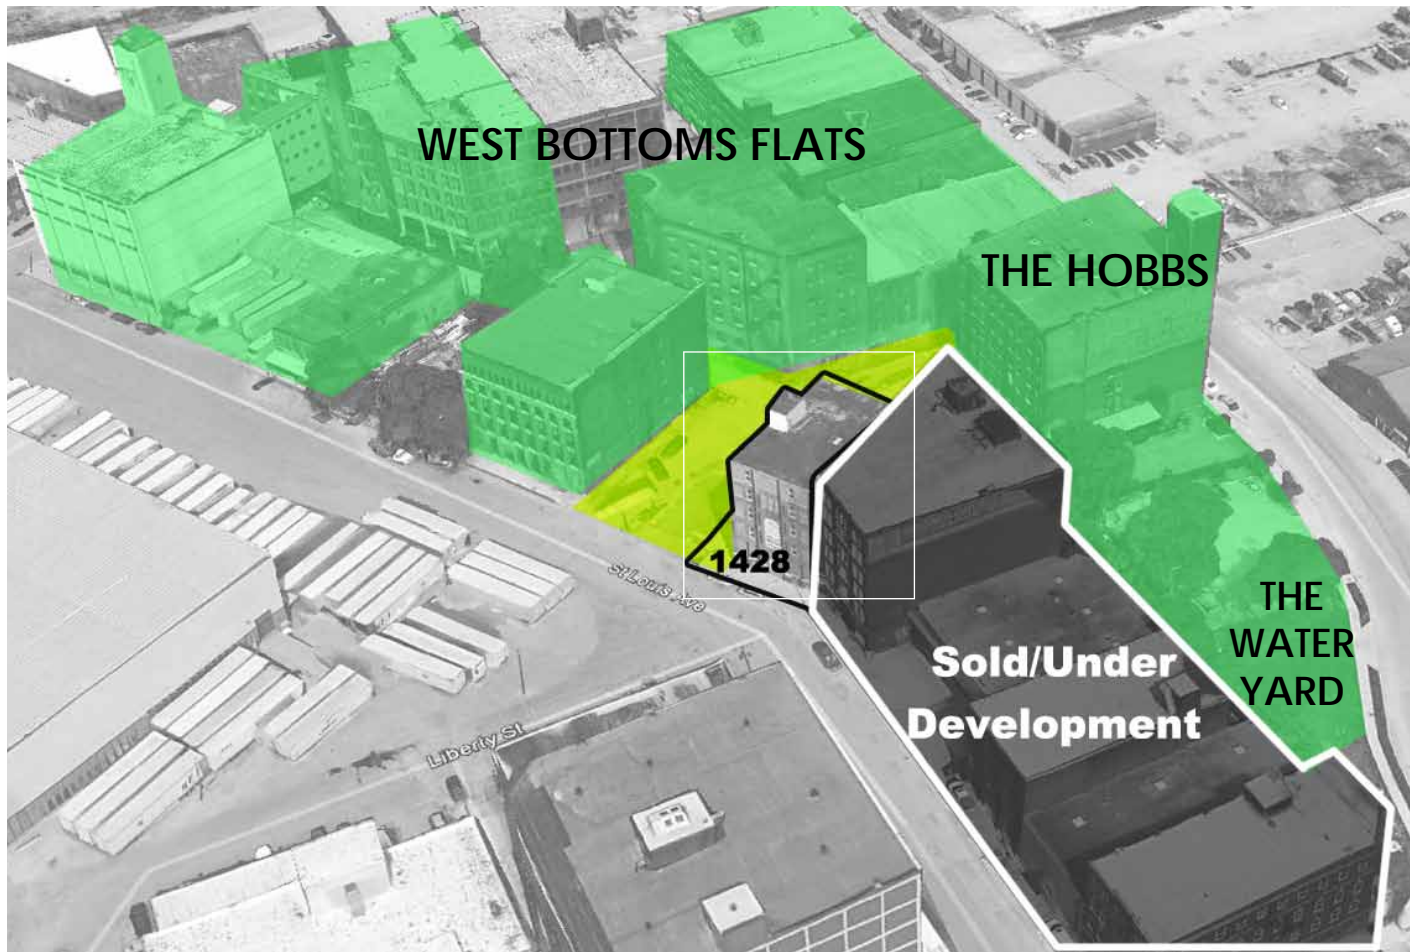 WEST BOTTOMS FLATS
THE HOBBS
1428
St Louis Ave
Sold/Under
Development
THE
WATER
YARD
Liberty St